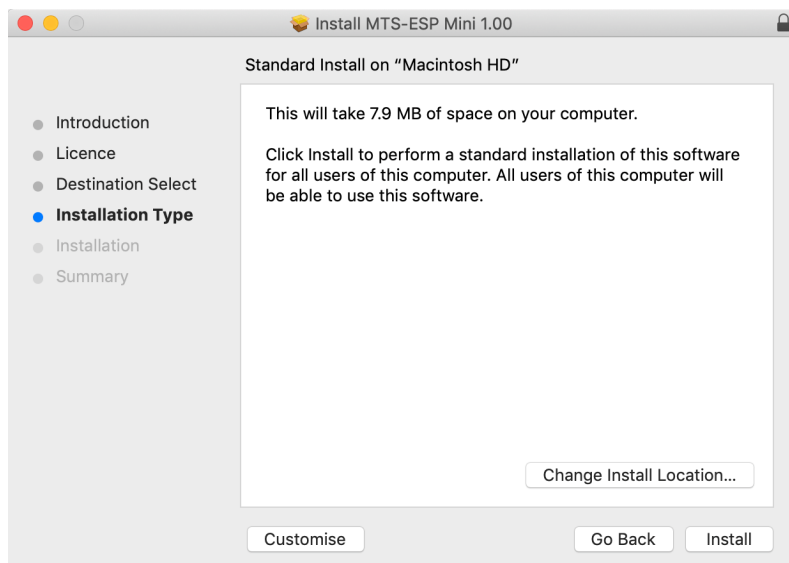 Install MTS-ESP Mini 1.00
Standard Install on “Macintosh HD”
Introduction
Licence
Destination Select
Installation Type
Installation
Summary
This will take 7.9 MB of space on your computer.
Click Install to perform a standard installation of this software
for all users of this computer. All users of this computer will
be able to use this software.
Change Install Location...
Customise
Go Back
Install